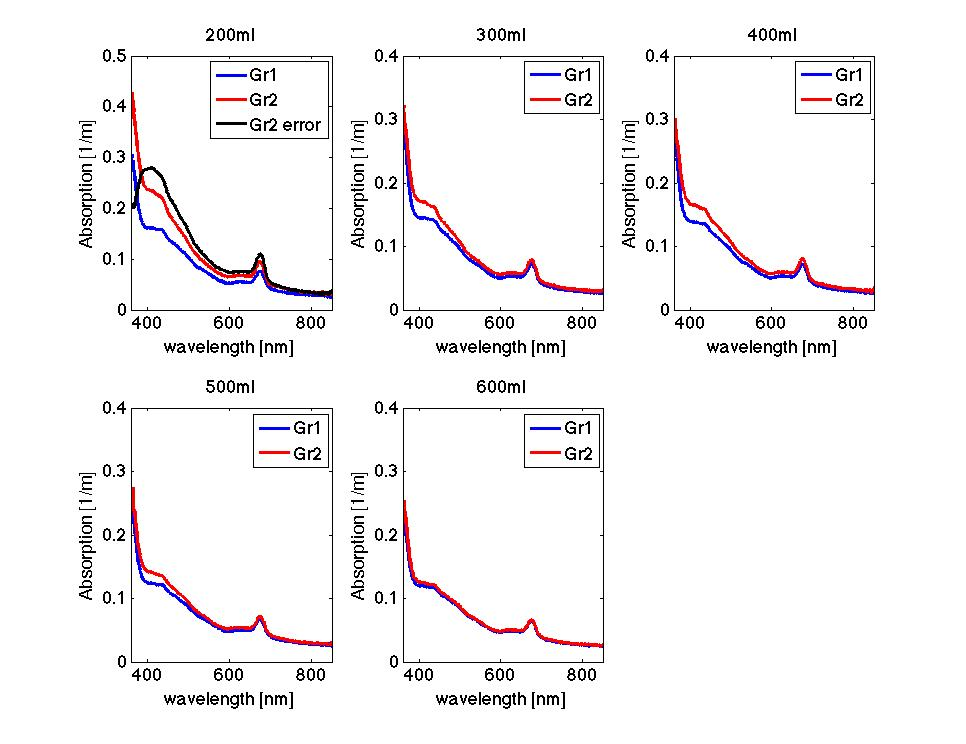 200ml
0.5
0.4
0.3
0.2
0.1
0
400 600 800
Absorption [1/m]
wavelength [nm]
Gr1
Gr2
Gr2 error
300ml
0.4
0.3
0.2
0.1
0
400 600 800
Absorption [1/m]
wavelength [nm]
Gr1
Gr2
400ml
0.4
0.3
0.2
0.1
0
400 600 800
Absorption [1/m]
wavelength [nm]
Gr1
Gr2
500ml
0.4
0.3
0.2
0.1
0
400 600 800
Absorption [1/m]
wavelength [nm]
Gr1
Gr2
600ml
0.4
0.3
0.2
0.1
0
400 600 800
Absorption [1/m]
wavelength [nm]
Gr1
Gr2